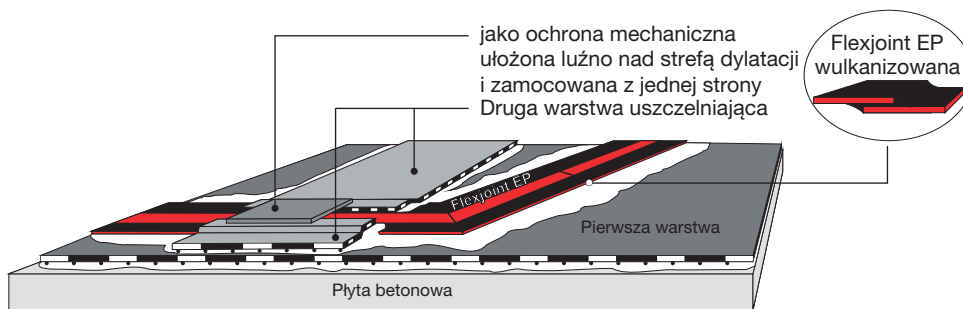 jako ochrona mechaniczna
ułożona luźno nad strefą dylatacji
i zamocowana z jednej strony
Druga warstwa uszczelniająca
Flexjoint EP
wulkanizowana
Flexjoint EP
Pierwsza warstwa
Płyta betonowa